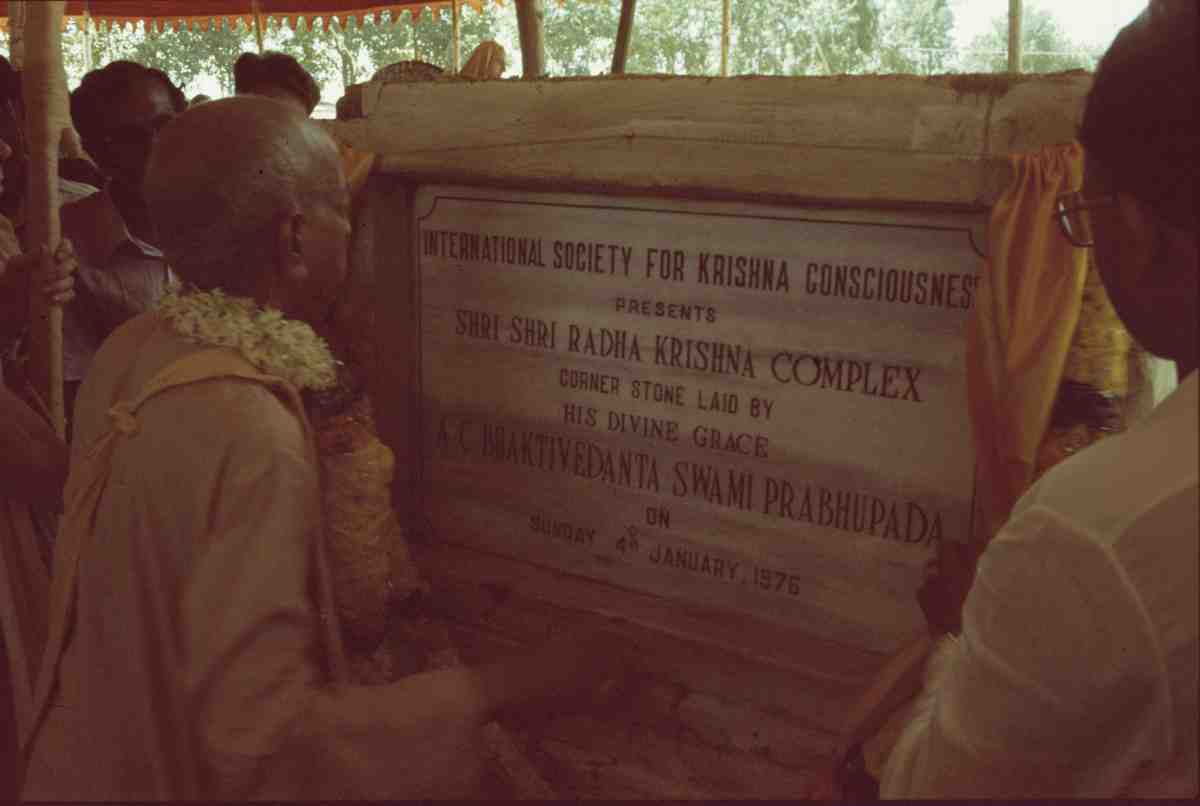 INTERNATIONAL SOCIETY FOR KRISHNA CONSCIOUSNES
PRESENTS
SHRI SHRI RADHA KRISHNA COMPLEX
CORNER STONE LAID BY
HIS DIVINE GRACE
A·C BHAKTIVEDANTA SWAMI PRABHUPADA
ON
SUNDAY 4TH JANUARY, 1976